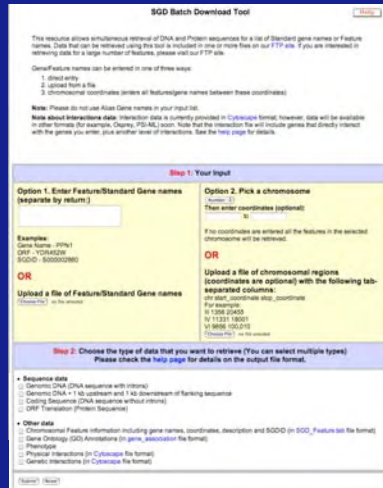 SGD Batch Download Tool
Help
This resource allows simultaneous retrieval of DNA and Protein sequences for a list of Standard gene names or Feature
names. Data that can be retrieved using this tool is included in one or more files on our FTP site. If you are interested in
retrieving data for a large number of features, please visit our FTP site.
Gene/Feature names can be entered in one of three ways:
1. direct entry
2. upload from a file
3. chromosomal coordinates (enters all features/gene names between these coordinates)
Note: Please do not use Alias Gene names in your input list.
Note about Interactions data: Interaction data is currently provided in Cytoscape format; however, data will be available
in other formats (for example, Osprey, PSI-ML) soon. Note that the interaction file will include genes that directly interact
with the genes you enter, plus another level of interactions. See the help page for details.
Step 1: Your Input
Option 1. Enter Feature/Standard Gene names
(separate by return:)
Examples:
Gene Name - PPN1
ORF - YDR452W
SGDID - S000002860
OR
Upload a file of Feature/Standard Gene names
Choose File no file selected
Option 2. Pick a chromosome
Number
Then enter coordinates (optional):
to
If no coordinates are entered all the features in the selected
chromosome will be retrieved.
OR
Upload a file of chromosomal regions
(coordinates are optional) with the following tab-
separated columns:
chr start_coordinate stop_coordinate
For example:
III 1356 20458
IV 11331 18001
VI 9866 100,010
Choose File no file selected
Step 2: Choose the type of data that you want to retrieve (You can select multiple types)
Please check the help page for details on the output file format.
• Sequence data
Genomic DNA (DNA sequence with introns)
Genomic DNA + 1 kb upstream and 1 kb downstream of flanking sequence
Coding Sequence (DNA sequence without introns)
ORF Translation (Protein Sequence)
• Other data
Chromosomal Feature information including gene names, coordinates, description and SGDID (in SGD_Feature.tab file format)
Gene Ontology (GO) Annotations (in gene_association file format)
Phenotype
Physical Interactions (in Cytoscape file format)
Genetic Interactions (in Cytoscape file format)
Submit Reset